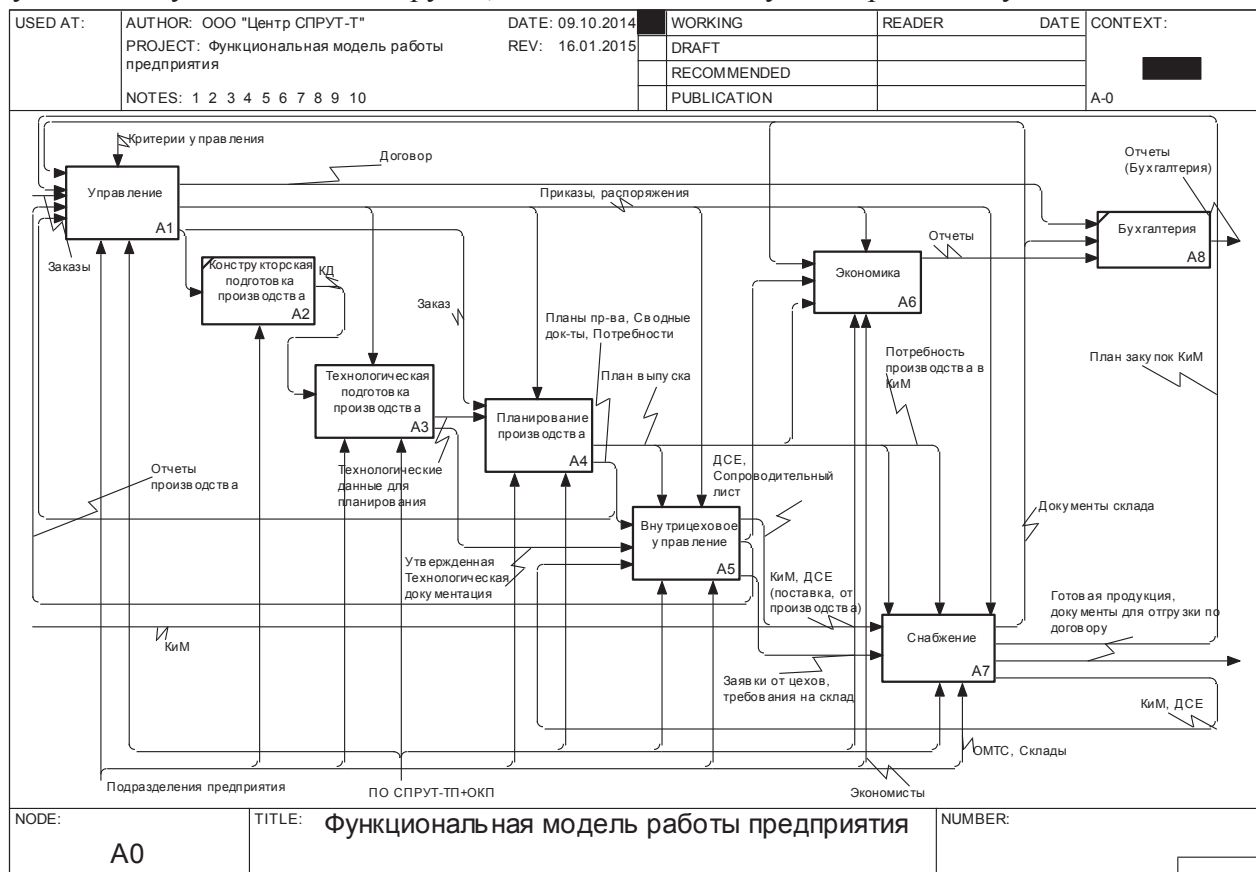 USED AT:
AUTHOR: ООО "Центр СПРУТ-Т"
DATE: 09.10.2014
WORKING
READER
DATE
CONTEXT:
PROJECT: Функциональная модель работы
предприятия
REV: 16.01.2015
DRAFT
RECOMMENDED
NOTES: 1 2 3 4 5 6 7 8 9 10
PUBLICATION
A-0
Критерии управления
Договор
Отчеты
(Бухгалтерия)
Управление
A1
Приказы, распоряжения
Заказы
Бухгалтерия
A8
Отчеты
Конструкторская
подготовка
производства
A2
КД
Экономика
A6
Заказ
Планы пр-ва, Сводные
док-ты, Потребности
План выпуска
Потребность
производства в
КиМ
План закупок КиМ
Технологическая
подготовка
производства
A3
Планирование
производства
A4
Отчеты
производства
Технологические
данные для
планирования
ДСЕ,
Сопроводительный
лист
Документы склада
Внутрицеховое
управление
A5
Утвержденная
Технологическая
документация
КиМ, ДСЕ
(поставка, от
производства)
Готовая продукция,
документы для отгрузки по
договору
КиМ
Снабжение
A7
Заявки от цехов,
требования на склад
КиМ, ДСЕ
ОМТС, Склады
Подразделения предприятия
ПО СПРУТ-ТП+ОКП
Экономисты
NODE:
A0
TITLE:
Функциональная модель работы предприятия
NUMBER: